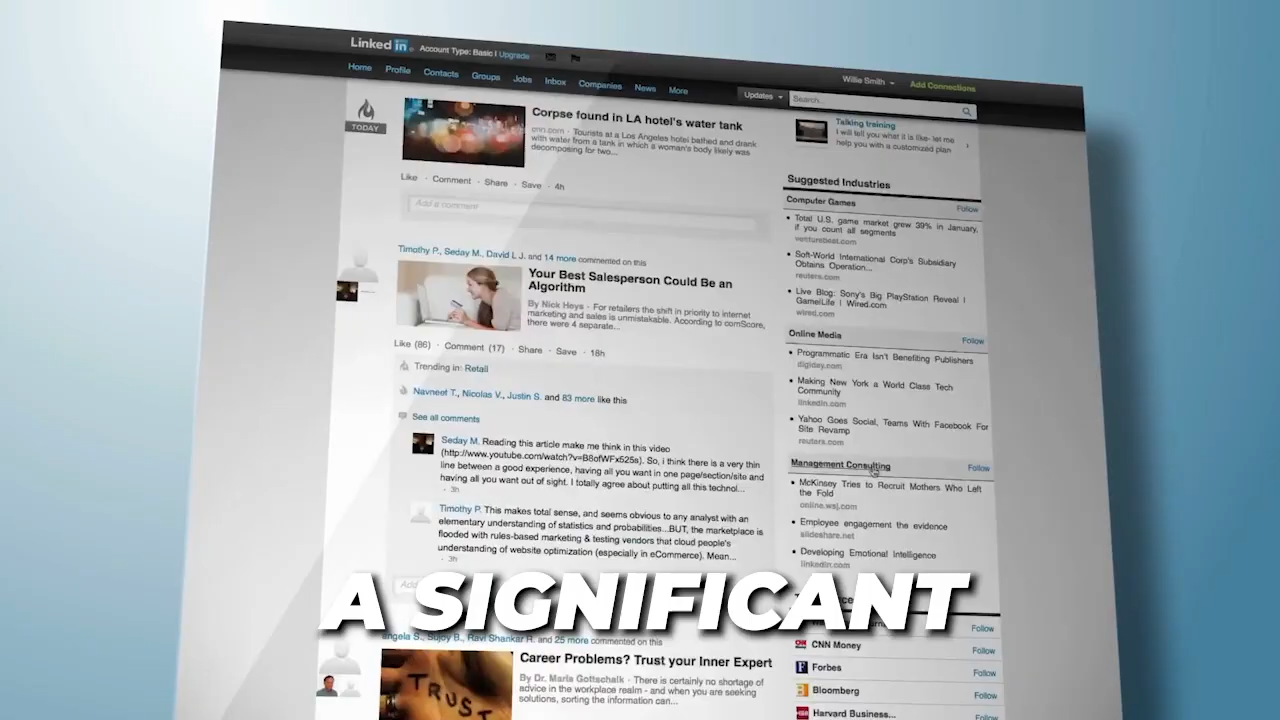 Linked in
Account Type: Basic | Upgrade
Home Profile Contacts Groups Jobs Inbox Companies News More
Willie Smith Add Connections
Updates Search...
TODAY
Corpse found in LA hotel's water tank
cnn.com · Tourists at a Los Angeles hotel bathed and drank
with water from a tank in which a woman's body likely was
decomposing for two...
Like · Comment · Share · Save · 4h
Add a comment
Timothy P., Seday M., David L J. and 14 more commented on this
Your Best Salesperson Could Be an
Algorithm
By Nick Heys · For retailers the shift in priority to internet
marketing and sales is unmistakable. According to comScore,
there were 4 separate...
Like (86) · Comment (17) · Share · Save · 18h
Trending in: Retail
Navneet T., Nicolas V., Justin S. and 83 more like this
See all comments
Seday M. Reading this article make me think in this video
(http://www.youtube.com/watch?v=B8ofWFx525s). So, i think there is a very thin
line between a good experience, having all you want in one page/section/site and
having all you want out of sight. I totally agree about putting all this technol...
· 3h
Timothy P. This makes total sense, and seems obvious to any analyst with an
elementary understanding of statistics and probabilities...BUT, the marketplace is
flooded with rules-based marketing & testing vendors that cloud people's
understanding of website optimization (especially in eCommerce). Mean...
· 3h
Add
A SIGNIFICANT
angela S., Sujoy B., Ravi Shankar R. and 25 more commented on this
Career Problems? Trust your Inner Expert
By Dr. Marla Gottschalk · There is certainly no shortage of
advice in the workplace realm - and when you are seeking
solutions, sorting the information can...
TRUST
Talking training
I will tell you what it is like- let me
help you with a customized plan
Suggested Industries
Computer Games Follow
Total U.S. game market grew 39% in January,
if you count all segments
venturebeat.com
Soft-World International Corp's Subsidiary
Obtains Operation...
reuters.com
Live Blog: Sony's Big PlayStation Reveal |
GameLife | Wired.com
wired.com
Online Media Follow
Programmatic Era Isn't Benefiting Publishers
digiday.com
Making New York a World Class Tech
Community
linkedin.com
Yahoo Goes Social, Teams With Facebook For
Site Revamp
reuters.com
Management Consulting Follow
McKinsey Tries to Recruit Mothers Who Left
the Fold
online.wsj.com
Employee engagement the evidence
slideshare.net
Developing Emotional Intelligence
linkedin.com
Follow
CNN Money Follow
Forbes Follow
Bloomberg Follow
Harvard Business... Follow